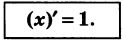 (x)′ = 1.